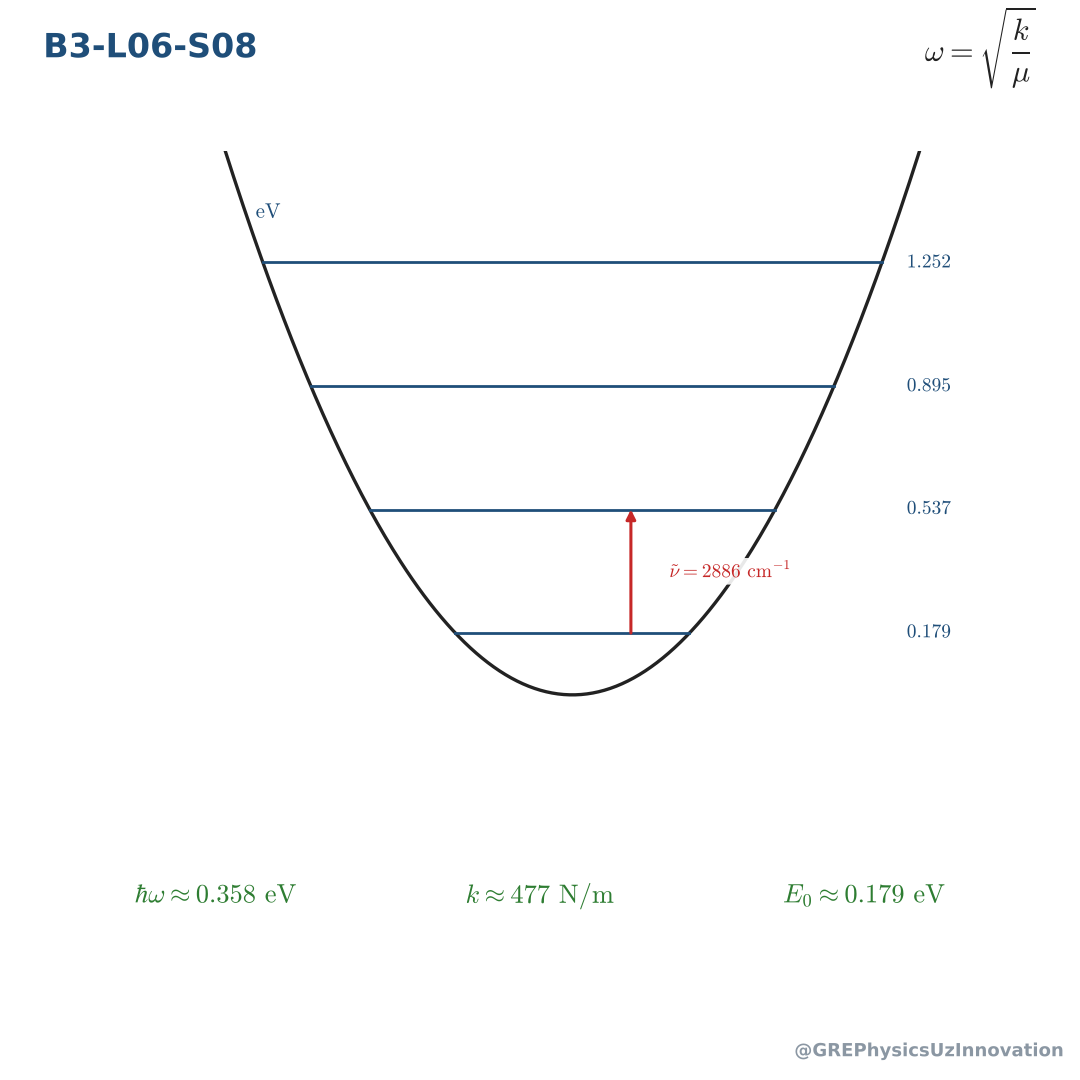 B3-L06-S08
ω = √(k/μ)
eV
1.252
0.895
0.537
ν̃ = 2886 cm⁻¹
0.179
ħω ≈ 0.358 eV
k ≈ 477 N/m
E₀ ≈ 0.179 eV
@GREPhysicsUzInnovation